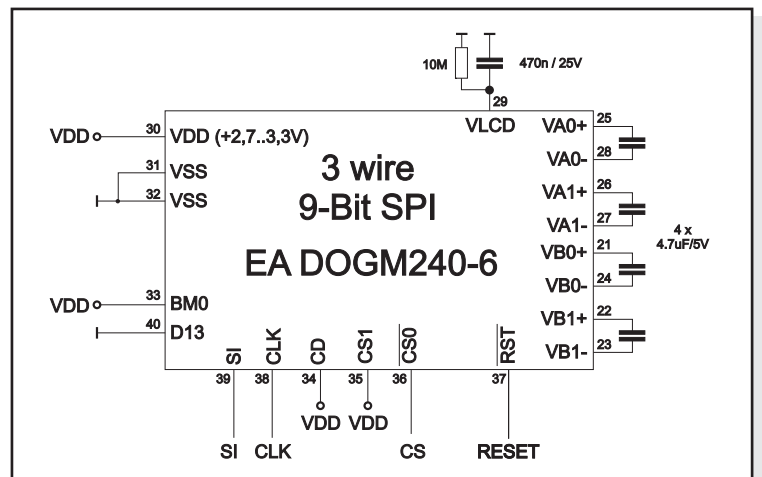 10M
470n / 25V
29
VLCD
VDD
30
VDD (+2,7..3,3V)
31
VSS
32
VSS
3 wire
9-Bit SPI
EA DOGM240-6
VDD
33
BM0
40
D13
25
VA0+
28
VA0-
26
VA1+
27
VA1-
21
VB0+
24
VB0-
22
VB1+
23
VB1-
4 x
4.7uF/5V
SI
CLK
CD
CS1
CS0
RST
39
38
34
35
36
37
VDD
VDD
SI
CLK
CS
RESET